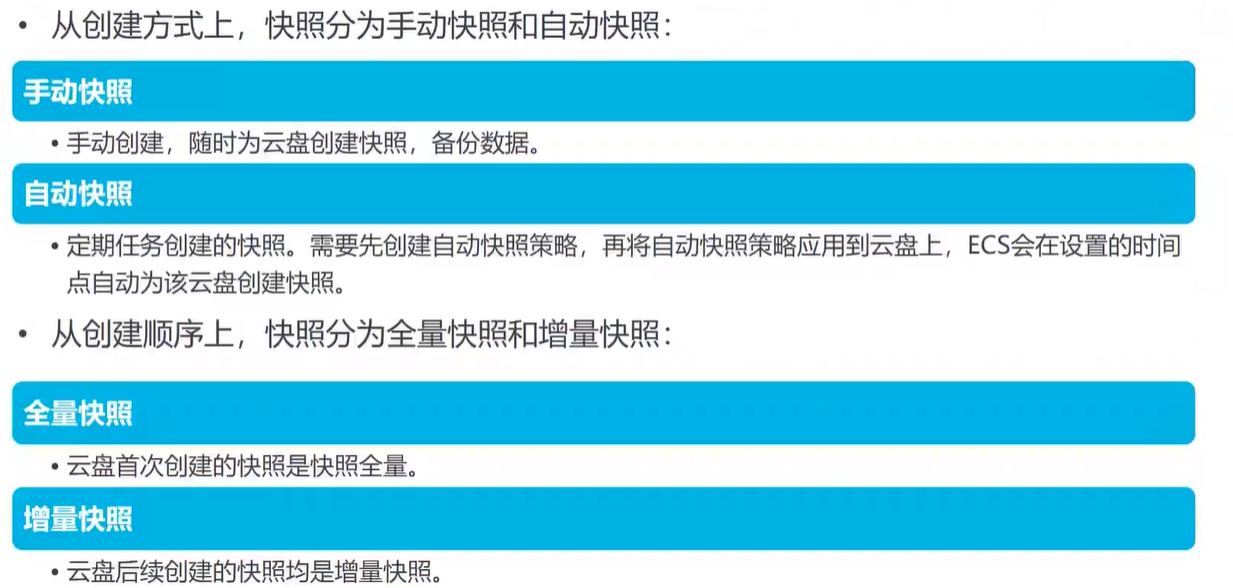 • 从创建方式上，快照分为手动快照和自动快照：
手动快照
• 手动创建，随时为云盘创建快照，备份数据。
自动快照
• 定期任务创建的快照。需要先创建自动快照策略，再将自动快照策略应用到云盘上，ECS会在设置的时间
点自动为该云盘创建快照。
• 从创建顺序上，快照分为全量快照和增量快照：
全量快照
• 云盘首次创建的快照是快照全量。
增量快照
• 云盘后续创建的快照均是增量快照。